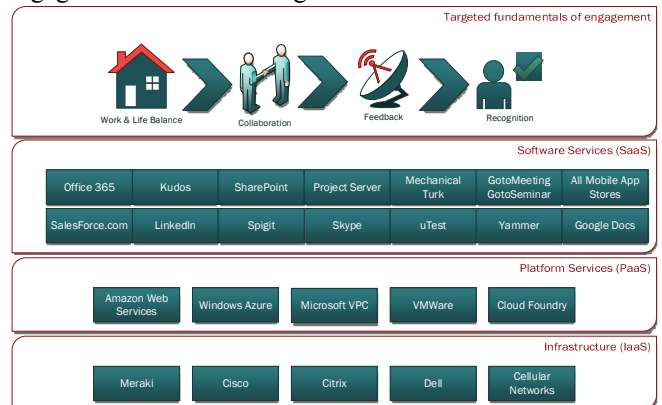 Targeted fundamentals of engagement
Work & Life Balance
Collaboration
Feedback
Recognition
Software Services (SaaS)
Office 365
Kudos
SharePoint
Project Server
Mechanical
Turk
GotoMeeting
GotoSeminar
All Mobile App
Stores
SalesForce.com
LinkedIn
Spigit
Skype
uTest
Yammer
Google Docs
Platform Services (PaaS)
Amazon Web
Services
Windows Azure
Microsoft VPC
VMWare
Cloud Foundry
Infrastructure (IaaS)
Meraki
Cisco
Citrix
Dell
Cellular
Networks